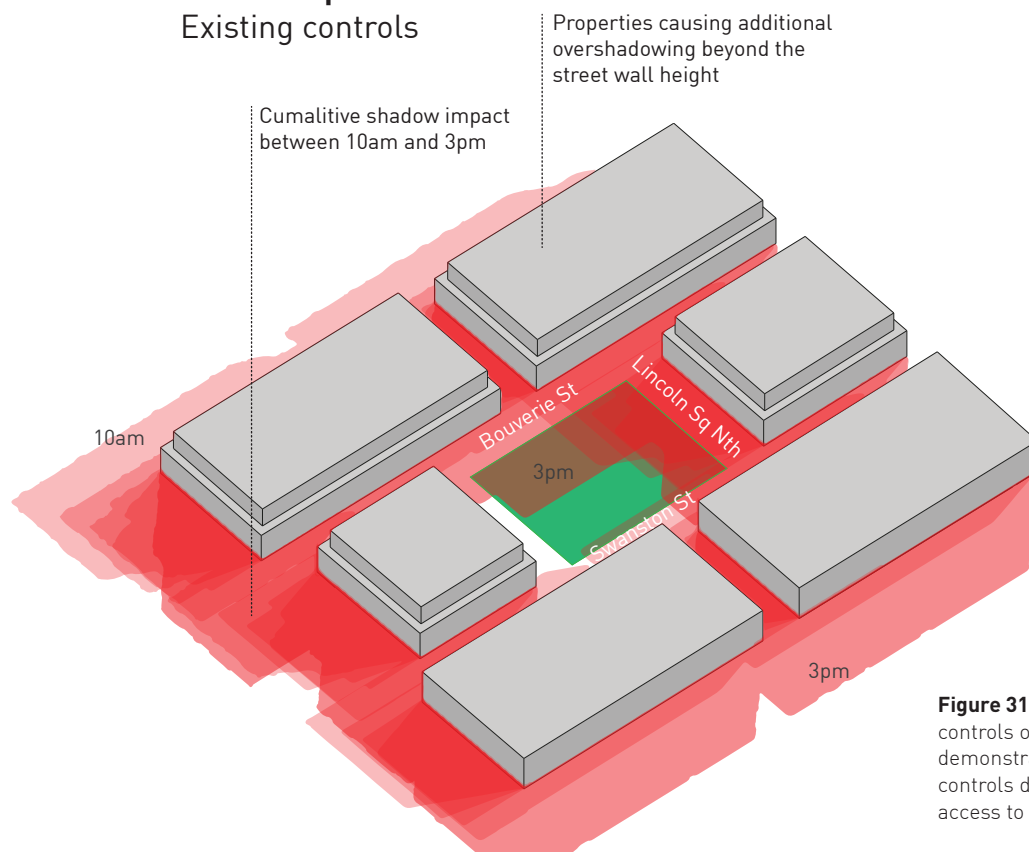 Existing controls
Properties causing additional
overshadowing beyond the
street wall height
Cumalitive shadow impact
between 10am and 3pm
10am
Bouverie St
Lincoln Sq Nth
3pm
Swanston St
3pm
Figure 31
controls o
demonstr
controls d
access to